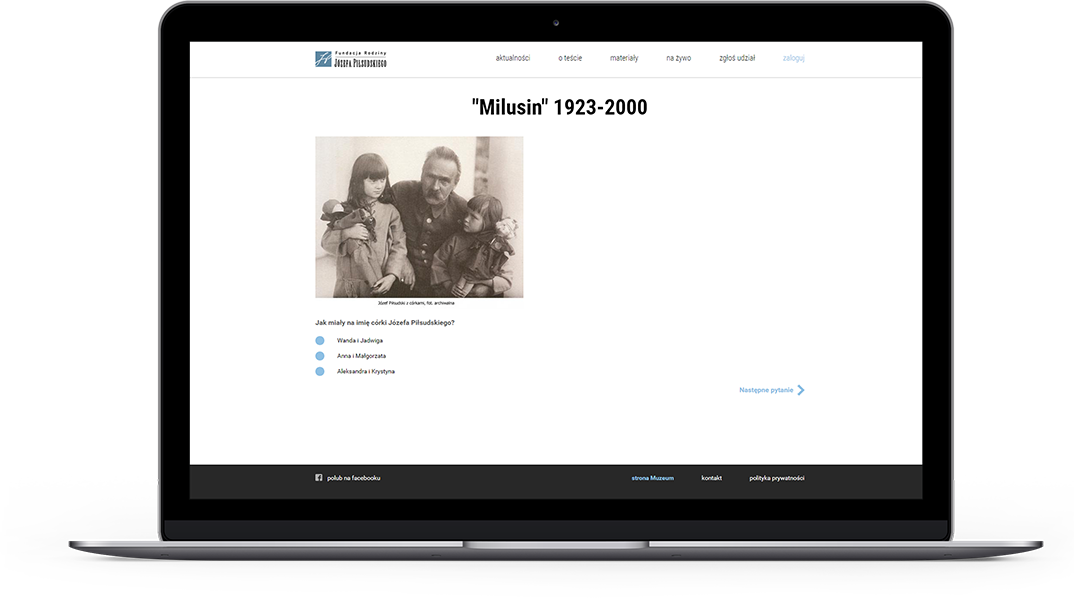 Fundacja Rodziny
JÓZEFA PIŁSUDSKIEGO
aktualności
o teście
materiały
na żywo
zgłoś udział
zaloguj
"Milusin" 1923-2000
Józef Piłsudski z córkami, fot. archiwalna
Jak miały na imię córki Józefa Piłsudskiego?
Wanda i Jadwiga
Anna i Małgorzata
Aleksandra i Krystyna
Następne pytanie
polub na facebooku
strona Muzeum
kontakt
polityka prywatności